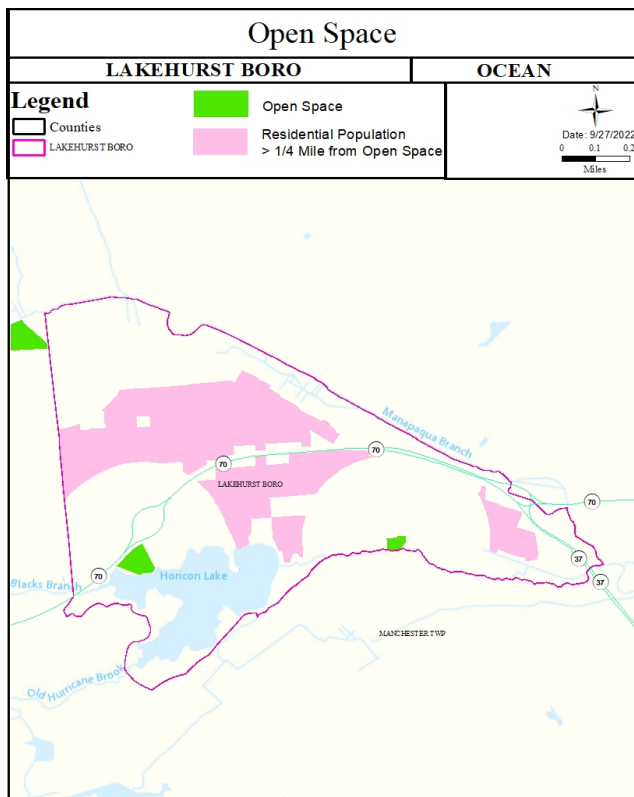 Open Space
LAKEHURST BORO
OCEAN
Legend
Counties
LAKEHURST BORO
Open Space
Residential Population
> 1/4 Mile from Open Space
N
Date: 9/27/2022
0 0.1 0.2
Miles
Manapaqua Branch
70
70
LAKEHURST BORO
70
70
Horicon Lake
Blacks Branch
37
37
MANCHESTER TWP
Old Hurricane Brook